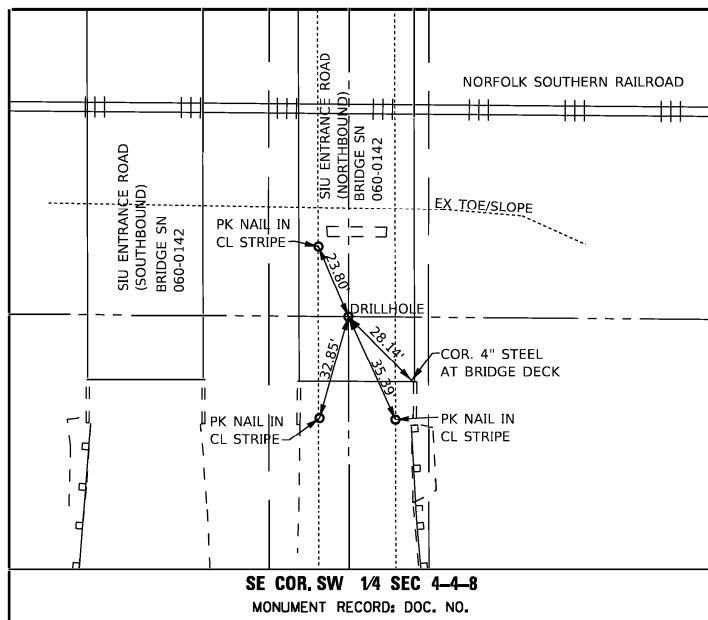 NORFOLK SOUTHERN RAILROAD
SIU ENTRANCE ROAD
(NORTHBOUND)
BRIDGE SN
060-0142
SIU ENTRANCE ROAD
(SOUTHBOUND)
BRIDGE SN
060-0142
EX TOE/SLOPE
PK NAIL IN
CL STRIPE
23.80'
DRILLHOLE
28.14'
32.85'
35.39
COR. 4" STEEL
AT BRIDGE DECK
PK NAIL IN
CL STRIPE
PK NAIL IN
CL STRIPE
SE COR. SW 1/4 SEC 4-4-8
MONUMENT RECORD: DOC. NO.